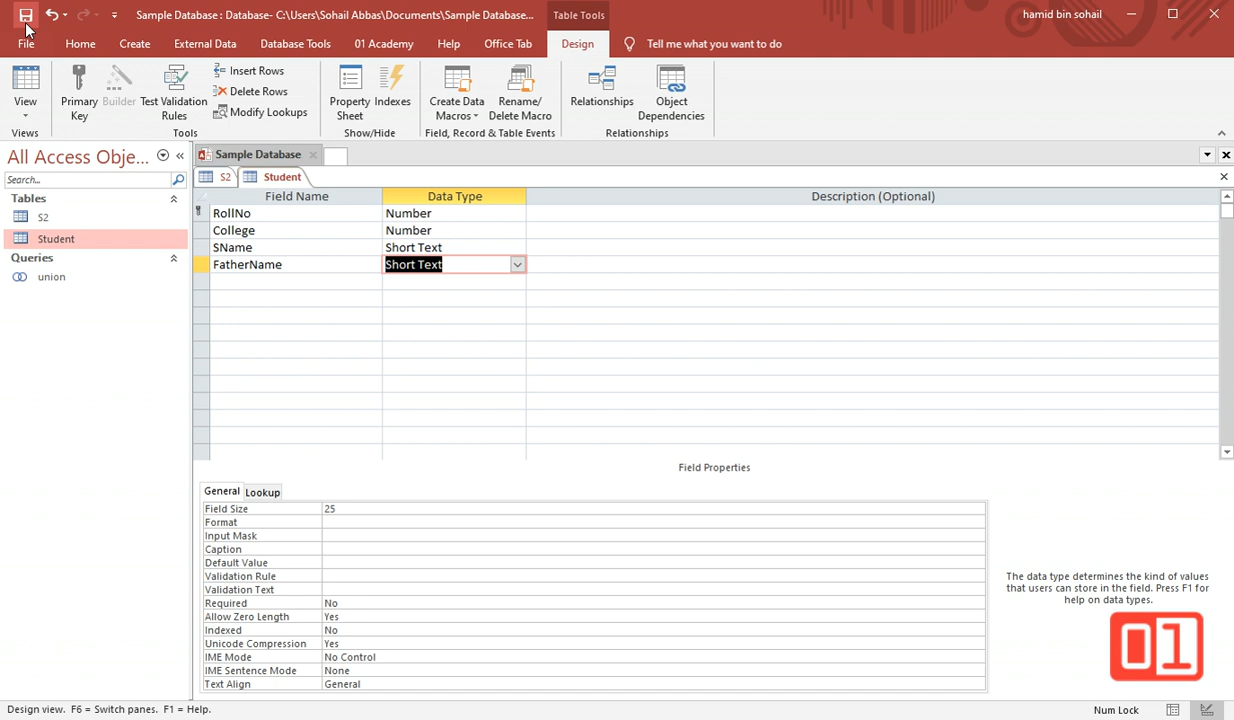 Sample Database : Database- C:\Users\Sohail Abbas\Documents\Sample Database...
Table Tools
hamid bin sohail
File
Home
Create
External Data
Database Tools
01 Academy
Help
Office Tab
Design
Tell me what you want to do
View
Primary Key
Builder
Test Validation Rules
Insert Rows
Delete Rows
Modify Lookups
Property Sheet
Indexes
Create Data Macros
Rename/ Delete Macro
Relationships
Object Dependencies
Views
Tools
Show/Hide
Field, Record & Table Events
Relationships
All Access Obje...
Search...
Tables
S2
Student
Queries
union
Sample Database
S2
Student
Field Name Data Type Description (Optional)
RollNo Number
College Number
SName Short Text
FatherName Short Text
Field Properties
General Lookup
Field Size 25
Format
Input Mask
Caption
Default Value
Validation Rule
Validation Text
Required No
Allow Zero Length Yes
Indexed No
Unicode Compression Yes
IME Mode No Control
IME Sentence Mode None
Text Align General
The data type determines the kind of values
that users can store in the field. Press F1 for
help on data types.
01
Design view. F6 = Switch panes. F1 = Help.
Num Lock